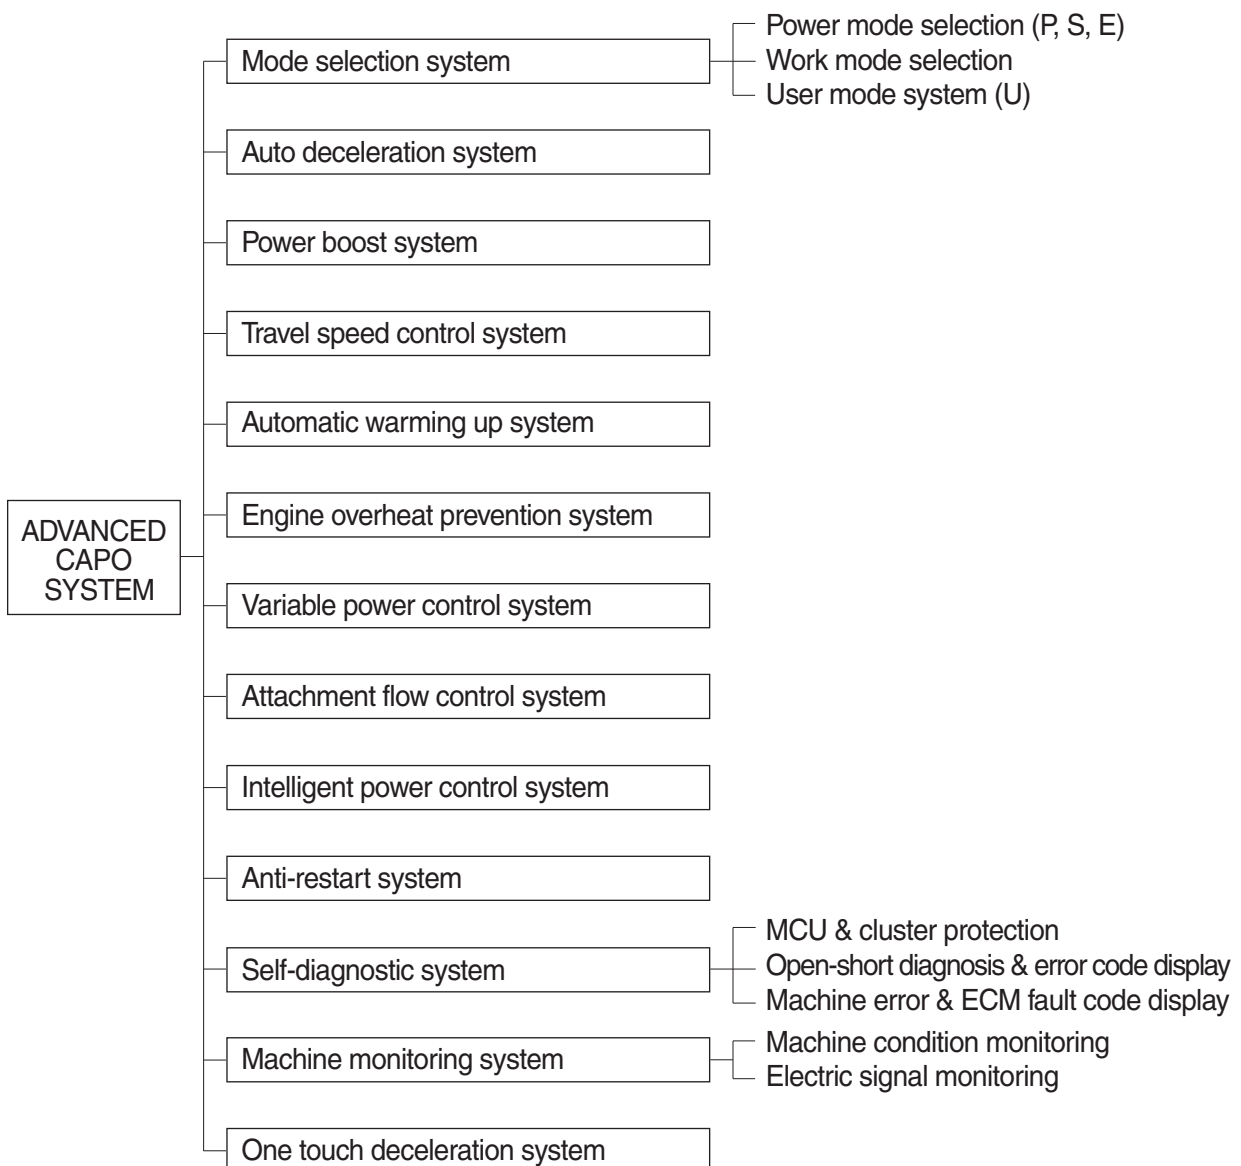 Power mode selection (P, S, E)
Mode selection system
Work mode selection
User mode system (U)
Auto deceleration system
Power boost system
Travel speed control system
Automatic warming up system
Engine overheat prevention system
ADVANCED
CAPO
SYSTEM
Variable power control system
Attachment flow control system
Intelligent power control system
Anti-restart system
MCU & cluster protection
Self-diagnostic system
Open-short diagnosis & error code display
Machine error & ECM fault code display
Machine condition monitoring
Machine monitoring system
Electric signal monitoring
One touch deceleration system